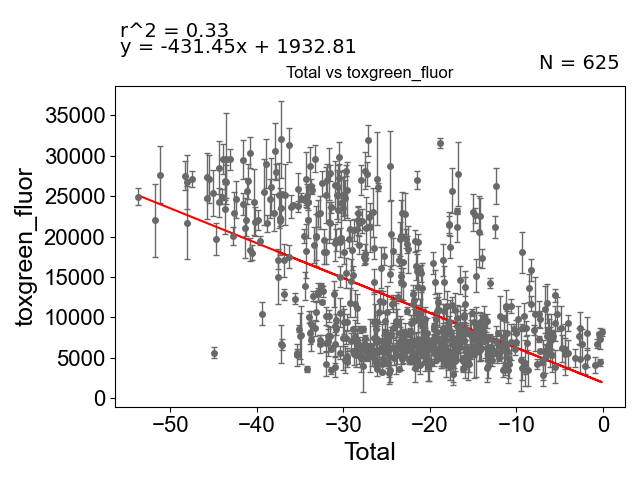 r^2 = 0.33
y = -431.45x + 1932.81
N = 625
Total vs toxgreen_fluor
35000
30000
25000
20000
15000
10000
5000
0
toxgreen_fluor
−50
−40
−30
−20
−10
0
Total